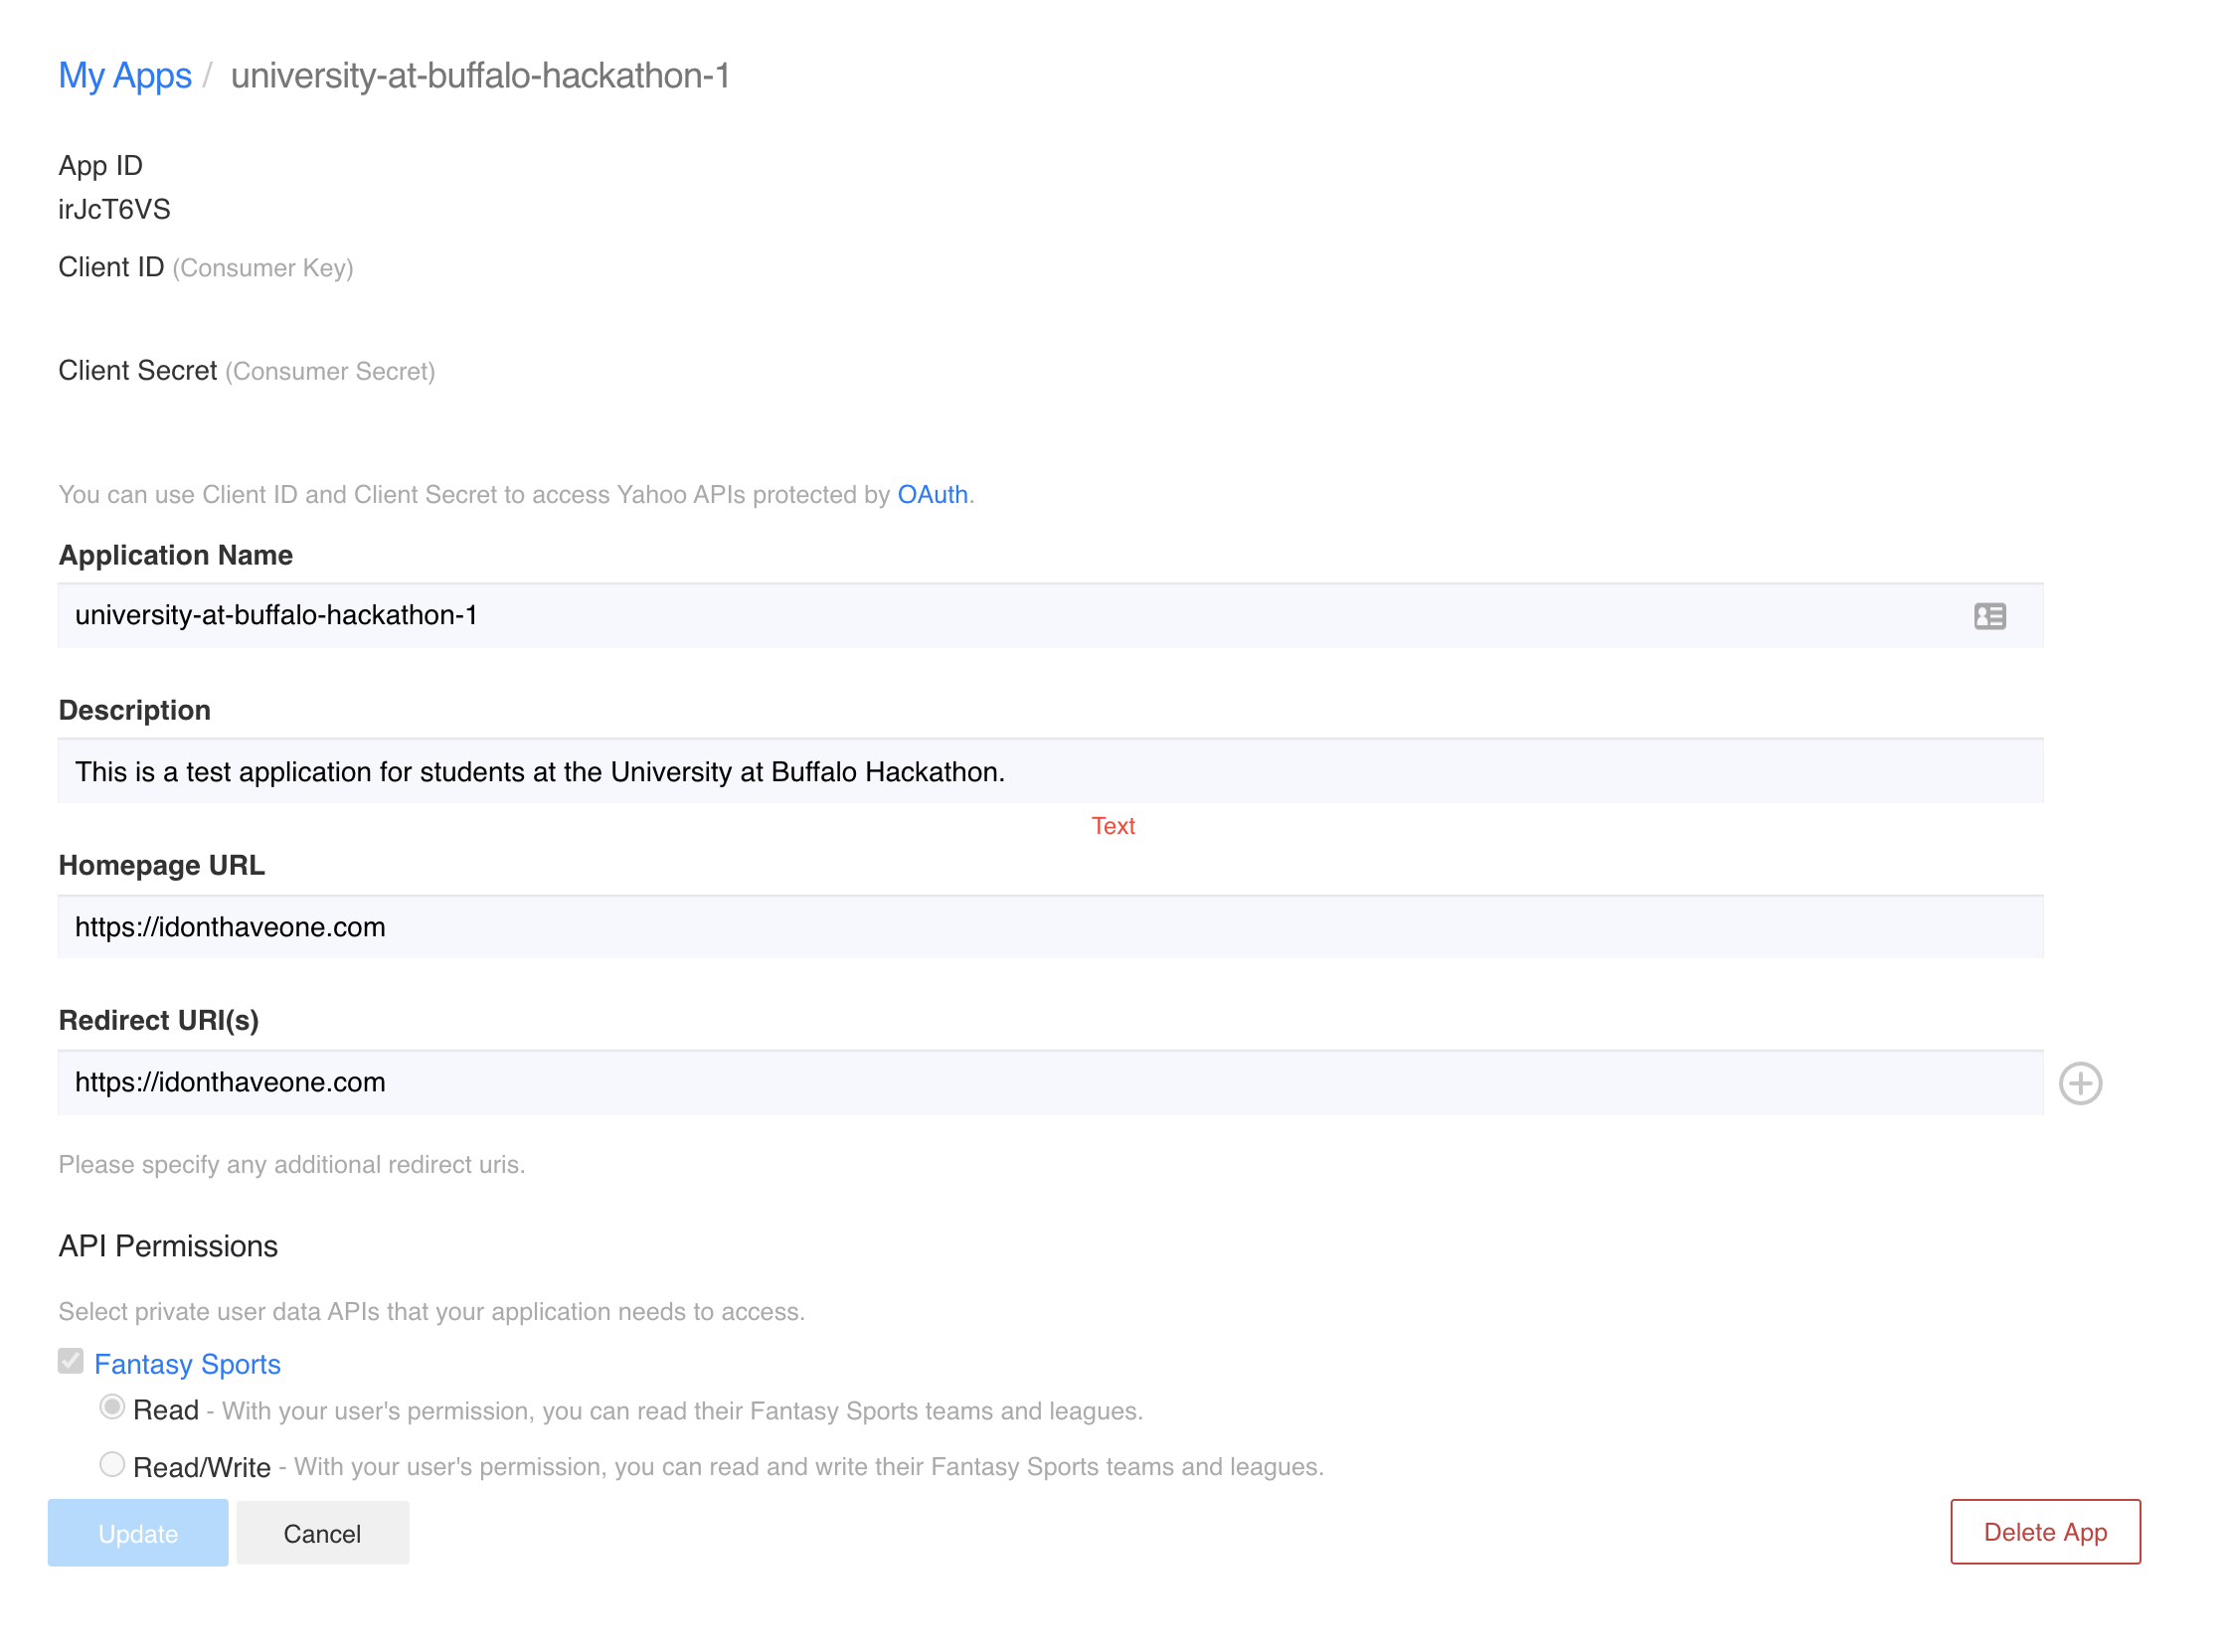 My Apps / university-at-buffalo-hackathon-1
App ID
irJcT6VS
Client ID (Consumer Key)
Client Secret (Consumer Secret)
You can use Client ID and Client Secret to access Yahoo APIs protected by OAuth.
Application Name
university-at-buffalo-hackathon-1
Description
This is a test application for students at the University at Buffalo Hackathon.
Text
Homepage URL
https://idonthaveone.com
Redirect URI(s)
https://idonthaveone.com
Please specify any additional redirect uris.
API Permissions
Select private user data APIs that your application needs to access.
Fantasy Sports
Read - With your user's permission, you can read their Fantasy Sports teams and leagues.
Read/Write - With your user's permission, you can read and write their Fantasy Sports teams and leagues.
Update Cancel Delete App